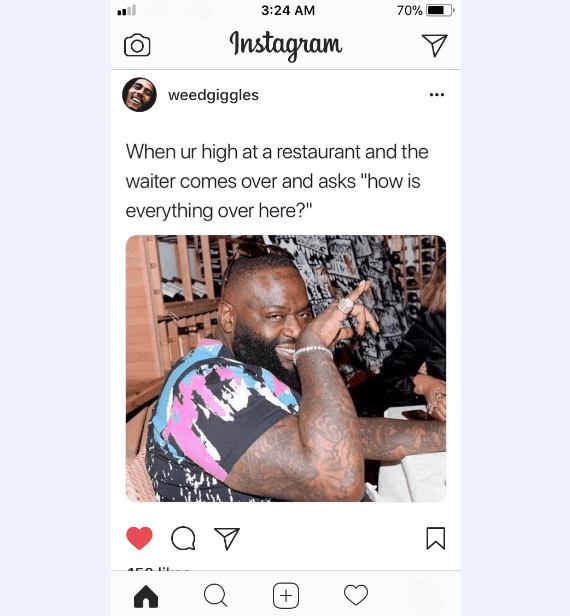 3:24 AM
70%
Instagram
weedgiggles
When ur high at a restaurant and the
waiter comes over and asks "how is
everything over here?"